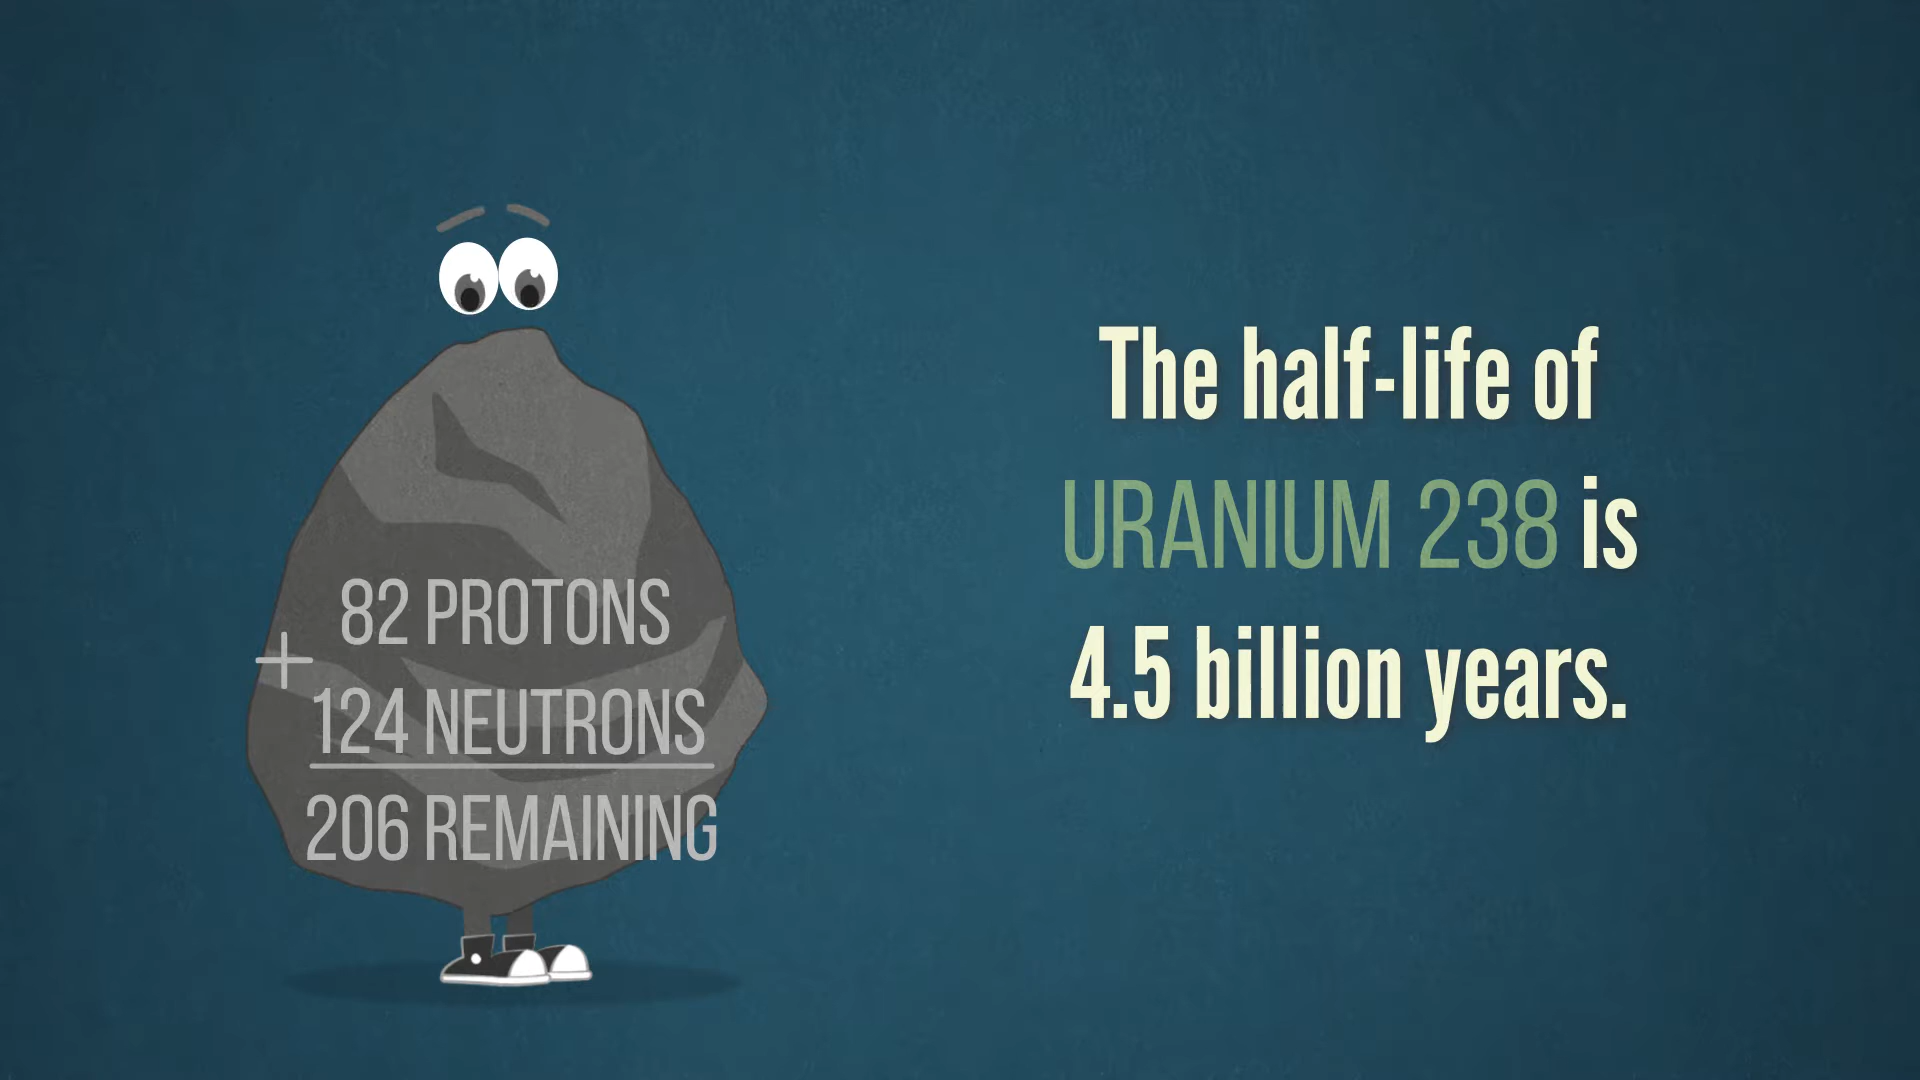 82 PROTONS
+
124 NEUTRONS
206 REMAINING
The half-life of
URANIUM 238 is
4.5 billion years.